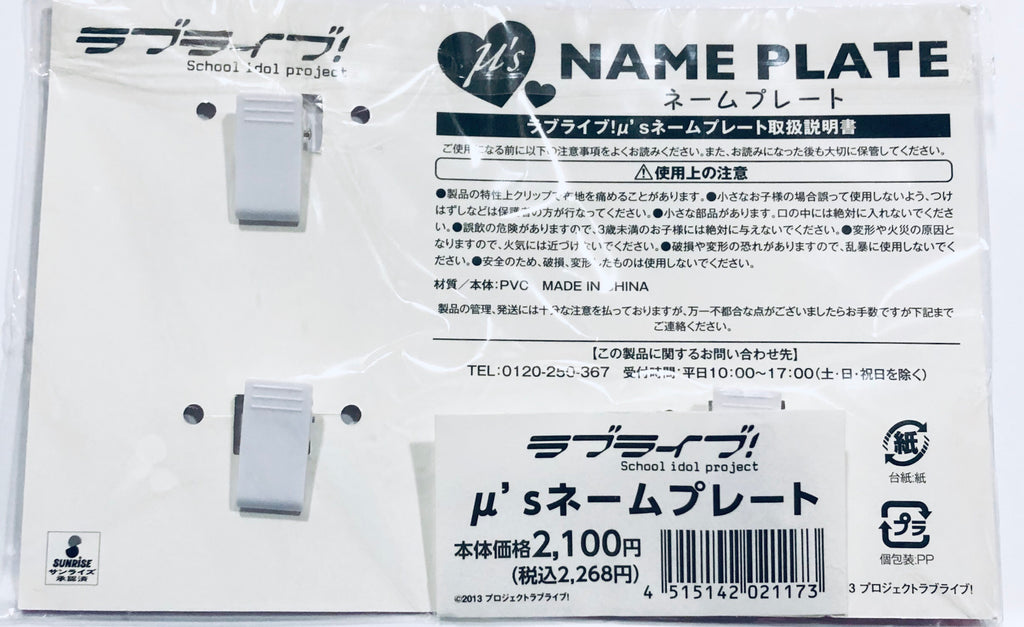 ラブライブ!
School idol project
μ's NAME PLATE
ネームプレート
ラブライブ!μ'sネームプレート取扱説明書
ご使用になる前に以下の注意事項をよくお読みください。また、お読みになった後も大切に保管してください。
⚠使用上の注意
●製品の特性上クリップで布地を痛めることがあります。●小さなお子様の場合誤って使用しないよう、つけ
はずしなどは保護者の方が行なってください。●小さな部品があります。口の中には絶対に入れないでくださ
い。●誤飲の危険がありますので、3歳未満のお子様には絶対に与えないでください。●変形や火災の原因と
なりますので、火気には近づけないでください。●破損や変形の恐れがありますので、乱暴に使用しないでく
ださい。●安全のため、破損、変形したものは使用しないでください。
材質/本体:PVC MADE IN CHINA
製品の管理、発送には十分な注意を払っておりますが、万一不都合な点がございましたらお手数ですが下記まで
ご連絡ください。
【この製品に関するお問い合わせ先】
TEL:0120-250-367 受付時間:平日10:00〜17:00(土・日・祝日を除く)
ラブライブ!
School idol project
μ'sネームプレート
本体価格2,100円
(税込2,268円)
4 515142 021173
©2013 プロジェクトラブライブ!
紙
台紙:紙
プラ
個包装:PP
3 プロジェクトラブライブ!
SUNRISE
サンライズ
承認済